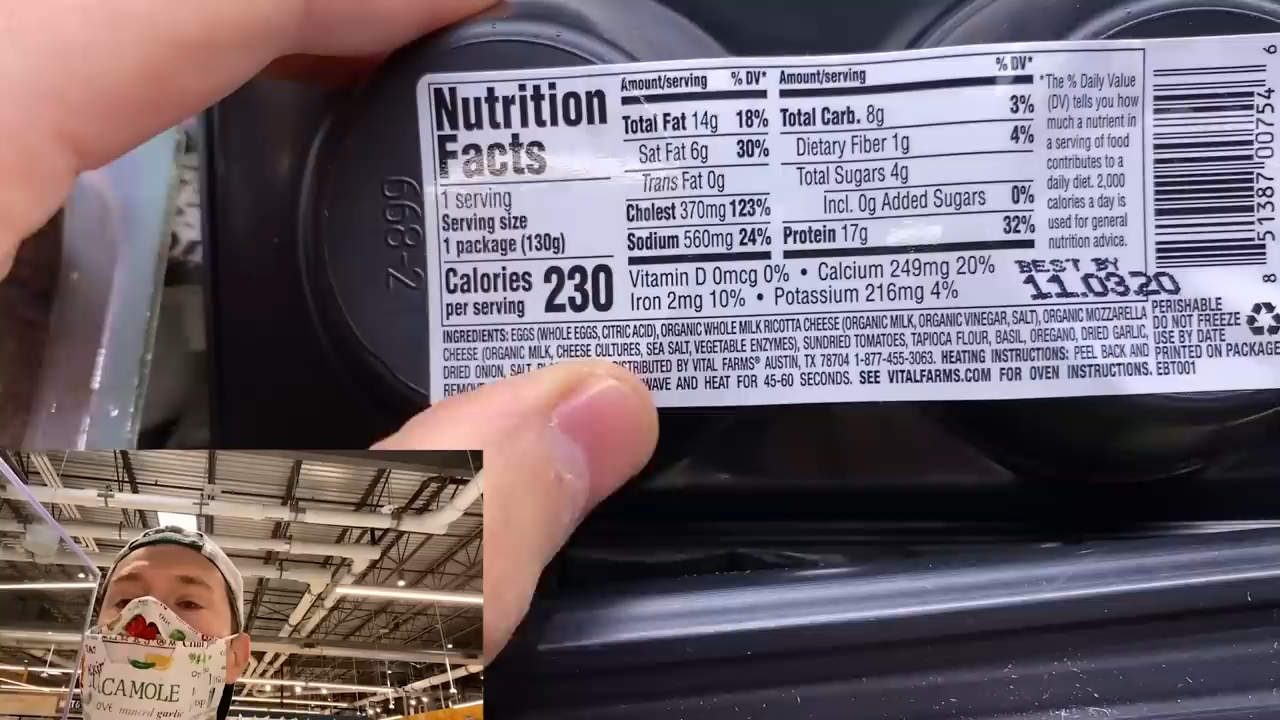 Nutrition
Facts
1 serving
Serving size
1 package (130g)
Calories
per serving
230
Amount/serving % DV*
Total Fat 14g 18%
Sat Fat 6g 30%
Trans Fat 0g
Cholest 370mg 123%
Sodium 560mg 24%
Amount/serving % DV*
Total Carb. 8g 3%
Dietary Fiber 1g 4%
Total Sugars 4g
Incl. 0g Added Sugars 0%
Protein 17g 32%
Vitamin D 0mcg 0% • Calcium 249mg 20%
Iron 2mg 10% • Potassium 216mg 4%
*The % Daily Value
(DV) tells you how
much a nutrient in
a serving of food
contributes to a
daily diet. 2,000
calories a day is
used for general
nutrition advice.
BEST BY
11.03.20
INGREDIENTS: EGGS (WHOLE EGGS, CITRIC ACID), ORGANIC WHOLE MILK RICOTTA CHEESE (ORGANIC MILK, ORGANIC VINEGAR, SALT), ORGANIC MOZZARELLA
CHEESE (ORGANIC MILK, CHEESE CULTURES, SEA SALT, VEGETABLE ENZYMES), SUNDRIED TOMATOES, TAPIOCA FLOUR, BASIL, OREGANO, DRIED GARLIC,
DRIED ONION, SALT, VITAL FARMS® AUSTIN, TX 78704 1-877-455-3063. HEATING INSTRUCTIONS: PEEL BACK AND
AND HEAT FOR 45-60 SECONDS. SEE VITALFARMS.COM FOR OVEN INSTRUCTIONS. EBT001
PERISHABLE
DO NOT FREEZE
USE BY DATE
PRINTED ON PACKAGE
8 51387 00754 6
868-2
CAMOLE
minced garlic